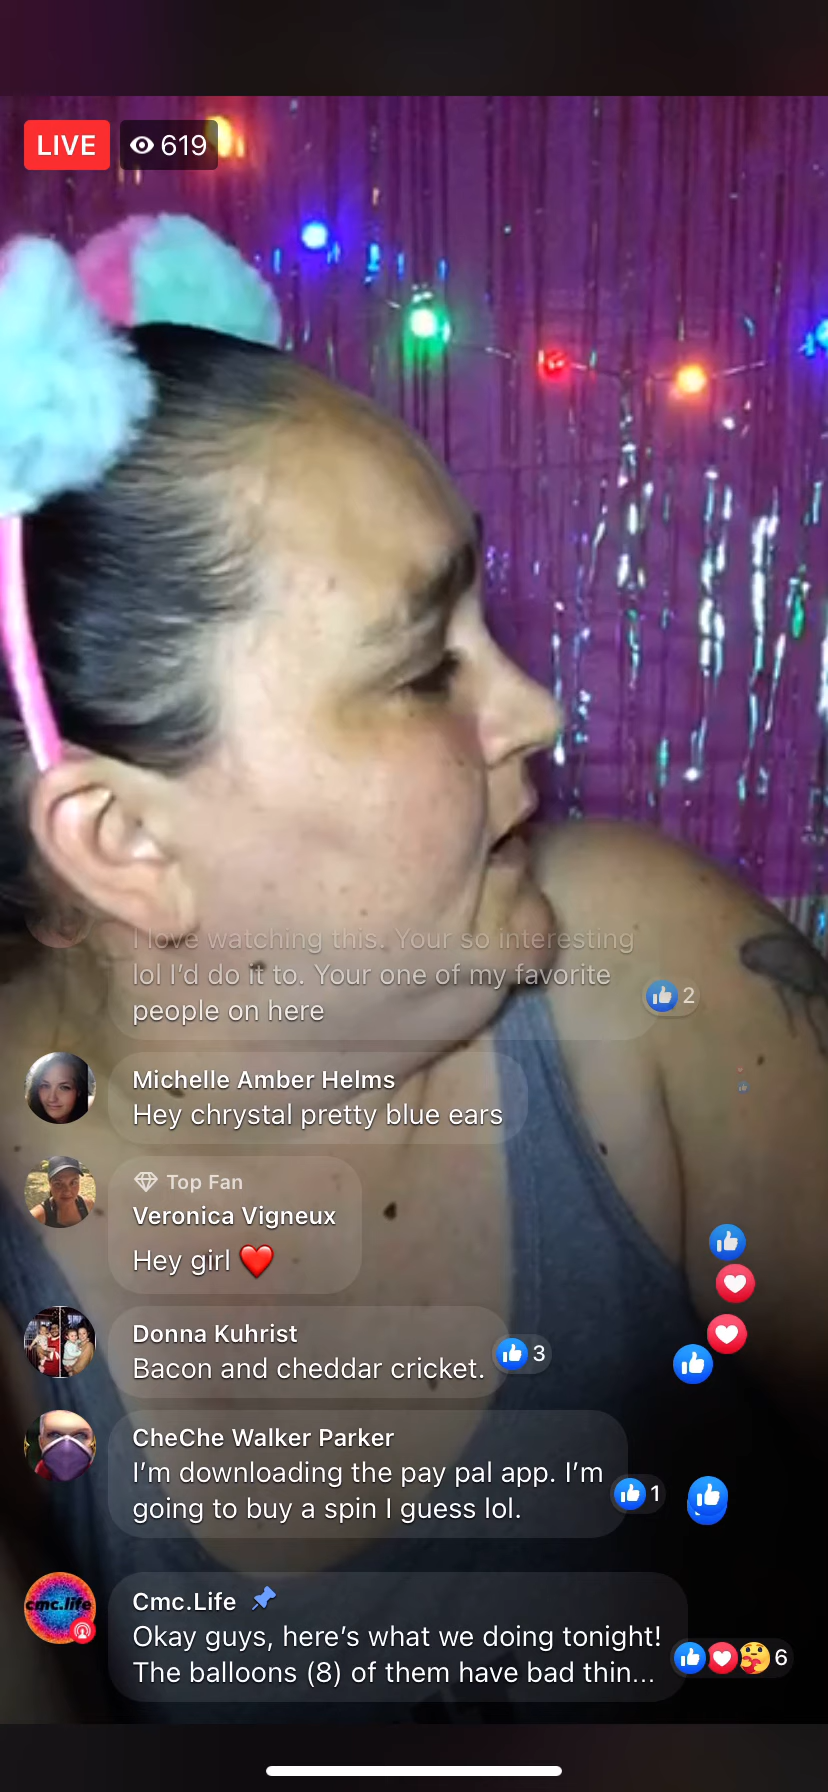 LIVE
619
I love watching this. Your so interesting
lol I'd do it to. Your one of my favorite
people on here
2
Michelle Amber Helms
Hey chrystal pretty blue ears
Top Fan
Veronica Vigneux
Hey girl ❤️
Donna Kuhrist
Bacon and cheddar cricket.
3
CheChe Walker Parker
I'm downloading the pay pal app. I'm
going to buy a spin I guess lol.
1
cmc.life
Cmc.Life 📌
Okay guys, here's what we doing tonight!
The balloons (8) of them have bad thin...
6